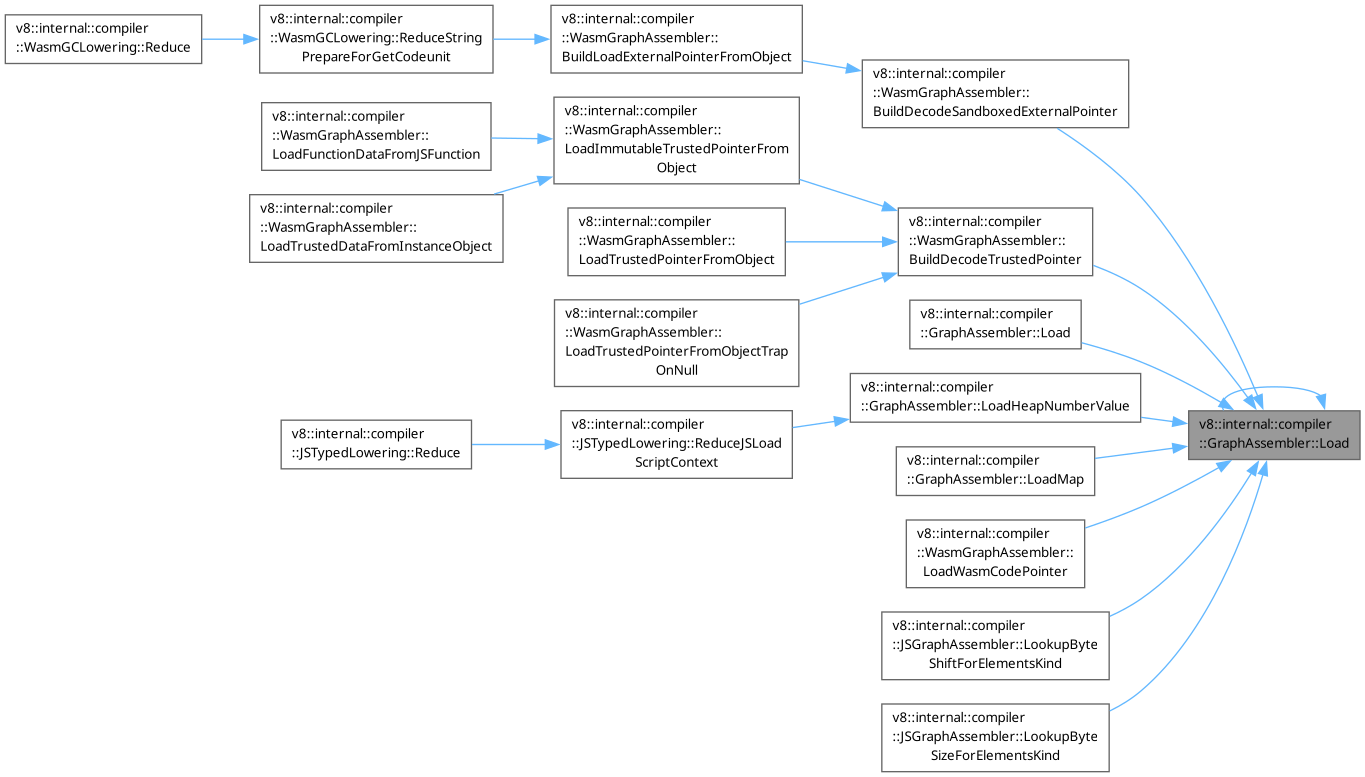 v8::internal::compiler
::WasmGCLowering::Reduce
v8::internal::compiler
::WasmGCLowering::ReduceString
PrepareForGetCodeunit
v8::internal::compiler
::WasmGraphAssembler::
BuildLoadExternalPointerFromObject
v8::internal::compiler
::WasmGraphAssembler::
BuildDecodeSandboxedExternalPointer
v8::internal::compiler
::WasmGraphAssembler::
LoadFunctionDataFromJSFunction
v8::internal::compiler
::WasmGraphAssembler::
LoadImmutableTrustedPointerFrom
Object
v8::internal::compiler
::WasmGraphAssembler::
LoadTrustedDataFromInstanceObject
v8::internal::compiler
::WasmGraphAssembler::
LoadTrustedPointerFromObject
v8::internal::compiler
::WasmGraphAssembler::
BuildDecodeTrustedPointer
v8::internal::compiler
::WasmGraphAssembler::
LoadTrustedPointerFromObjectTrap
OnNull
v8::internal::compiler
::GraphAssembler::Load
v8::internal::compiler
::GraphAssembler::LoadHeapNumberValue
v8::internal::compiler
::JSTypedLowering::Reduce
v8::internal::compiler
::JSTypedLowering::ReduceJSLoad
ScriptContext
v8::internal::compiler
::GraphAssembler::Load
v8::internal::compiler
::GraphAssembler::LoadMap
v8::internal::compiler
::WasmGraphAssembler::
LoadWasmCodePointer
v8::internal::compiler
::JSGraphAssembler::LookupByte
ShiftForElementsKind
v8::internal::compiler
::JSGraphAssembler::LookupByte
SizeForElementsKind